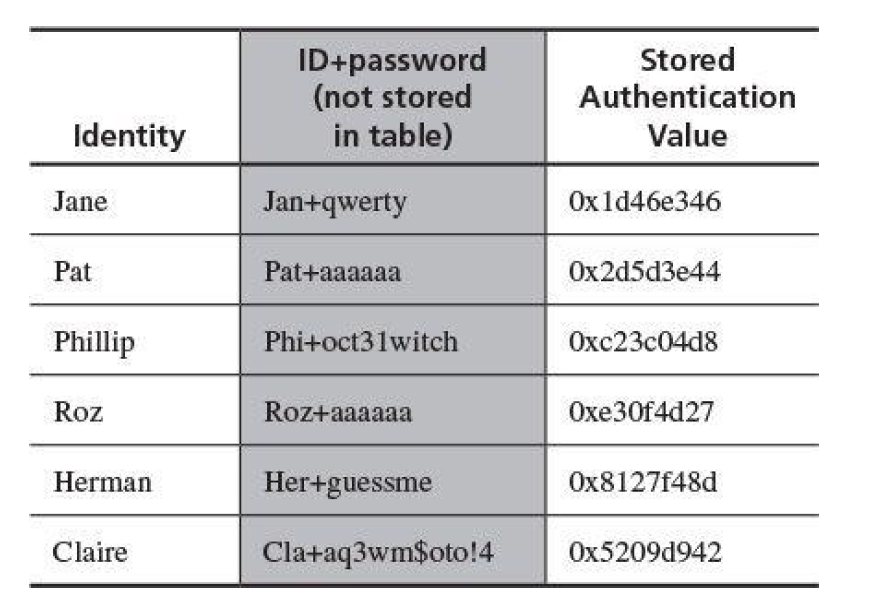 Identity
ID+password
(not stored
in table)
Stored
Authentication
Value
Jane Jan+qwerty 0x1d46e346
Pat Pat+aaaaaa 0x2d5d3e44
Phillip Phi+oct31witch 0xc23c04d8
Roz Roz+aaaaaa 0xe30f4d27
Herman Her+guessme 0x8127f48d
Claire Cla+aq3wm$oto!4 0x5209d942